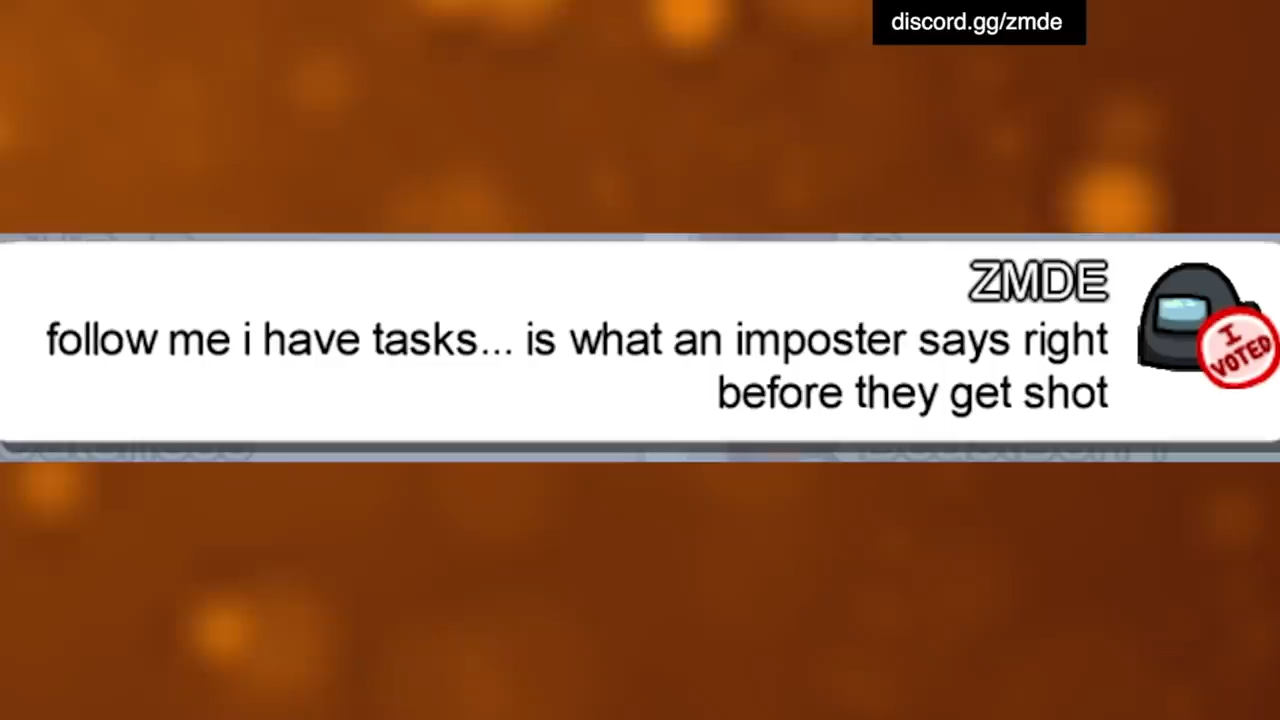 discord.gg/zmde
ZMDE
follow me i have tasks... is what an imposter says right
before they get shot
I
VOTED